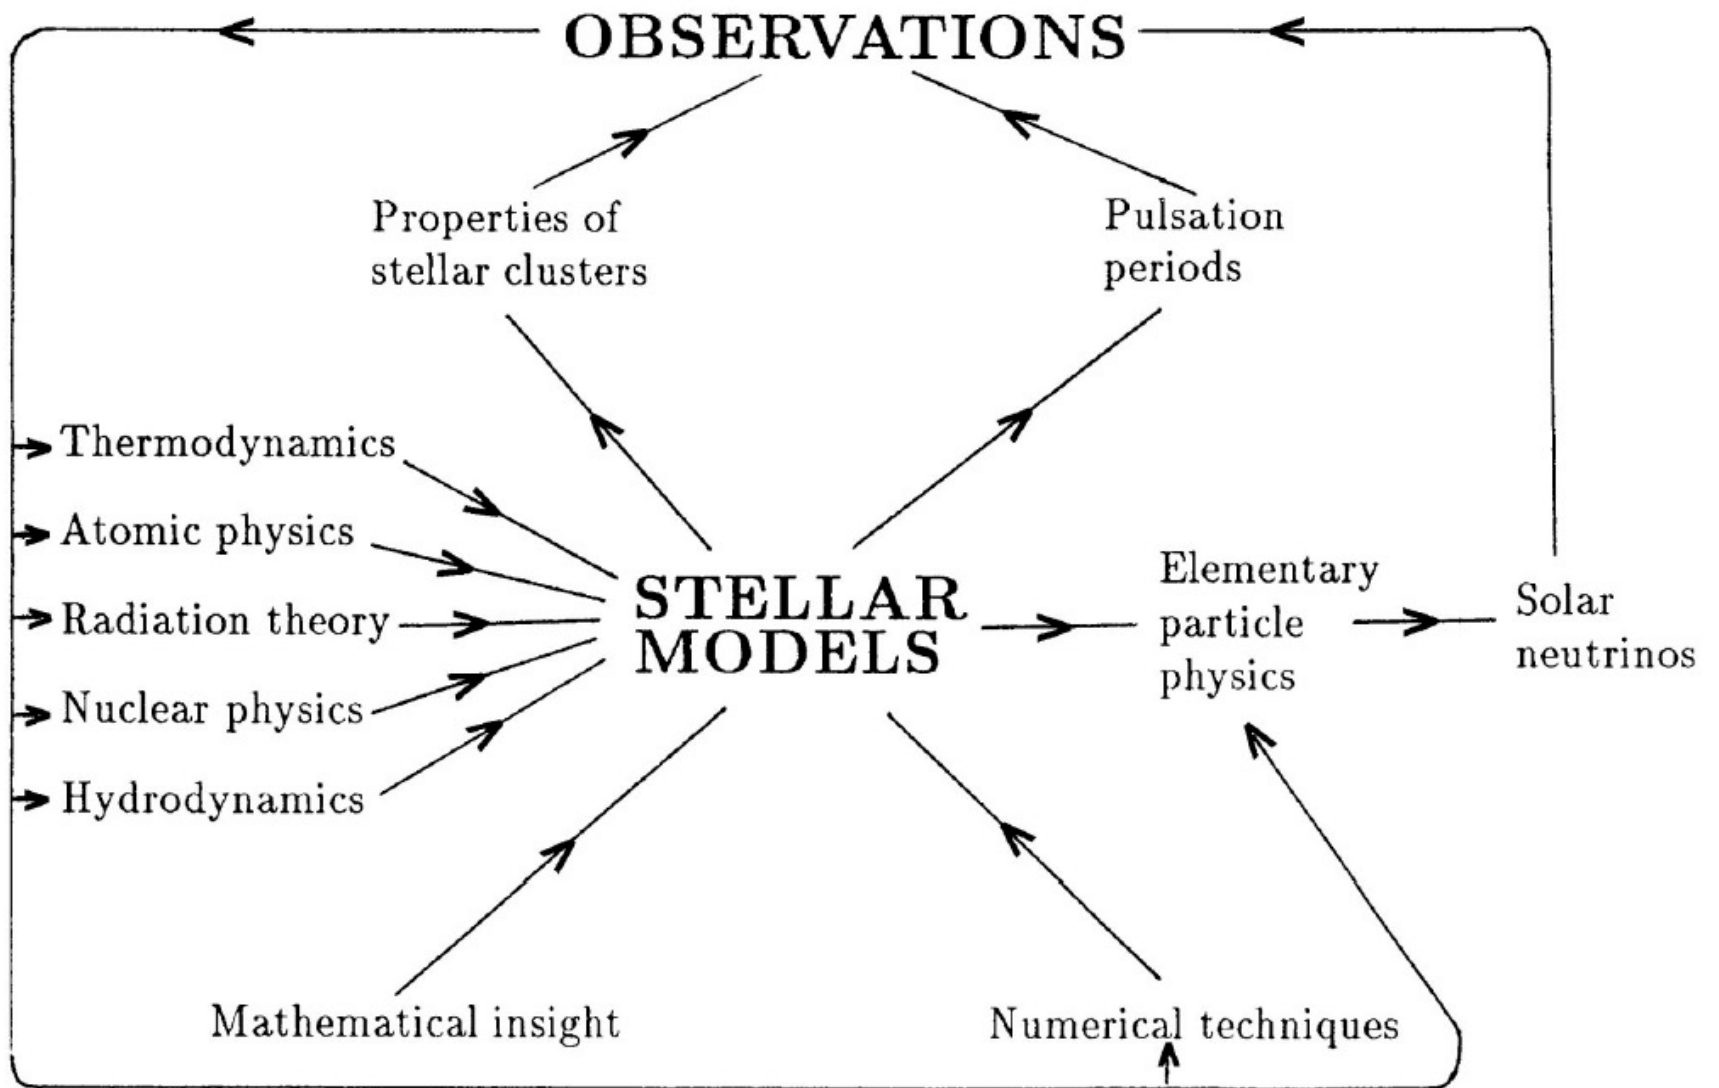 OBSERVATIONS
Properties of
stellar clusters
Pulsation
periods
Thermodynamics
Atomic physics
Radiation theory
Nuclear physics
Hydrodynamics
STELLAR
MODELS
Elementary
particle
physics
Solar
neutrinos
Mathematical insight
Numerical techniques